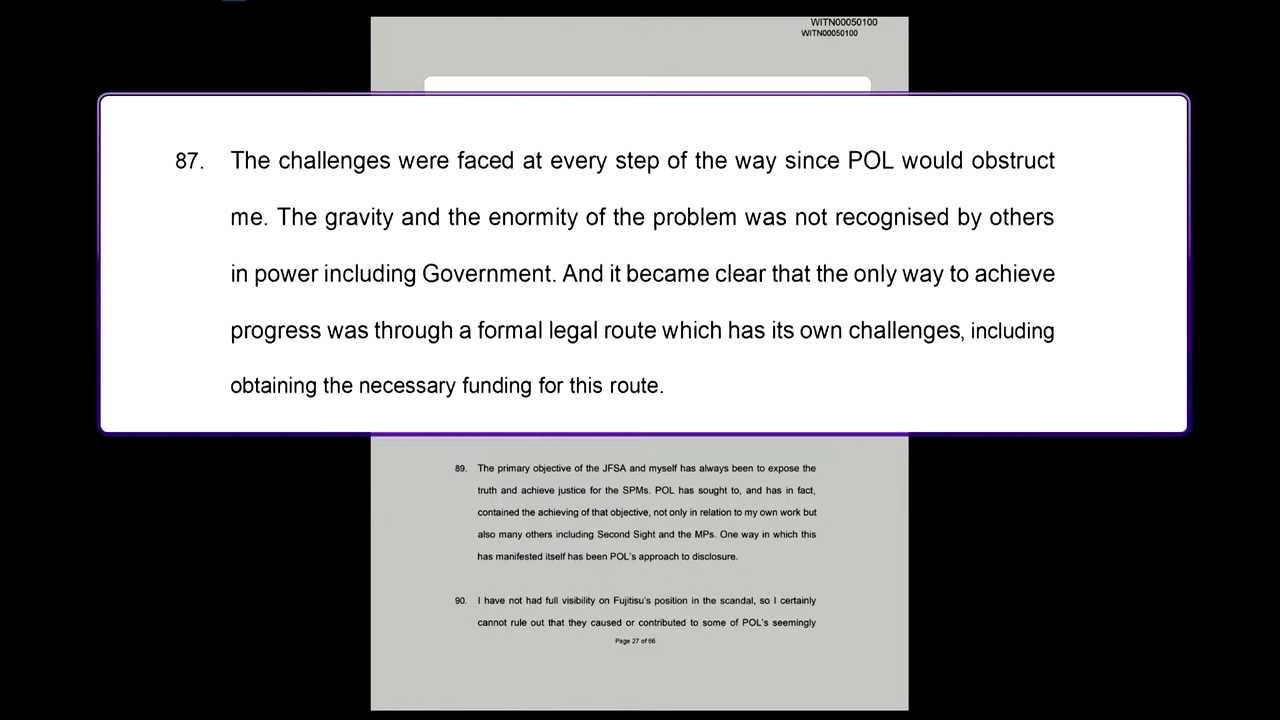 WITN00050100
WITN00050100
87. The challenges were faced at every step of the way since POL would obstruct
me. The gravity and the enormity of the problem was not recognised by others
in power including Government. And it became clear that the only way to achieve
progress was through a formal legal route which has its own challenges, including
obtaining the necessary funding for this route.
89. The primary objective of the JFSA and myself has always been to expose the
truth and achieve justice for the SPMs. POL has sought to, and has in fact,
contained the achieving of that objective, not only in relation to my own work but
also many others including Second Sight and the MPs. One way in which this
has manifested itself has been POL's approach to disclosure.
90. I have not had full visibility on Fujitisu's position in the scandal, so I certainly
cannot rule out that they caused or contributed to some of POL's seemingly
Page 27 of 66